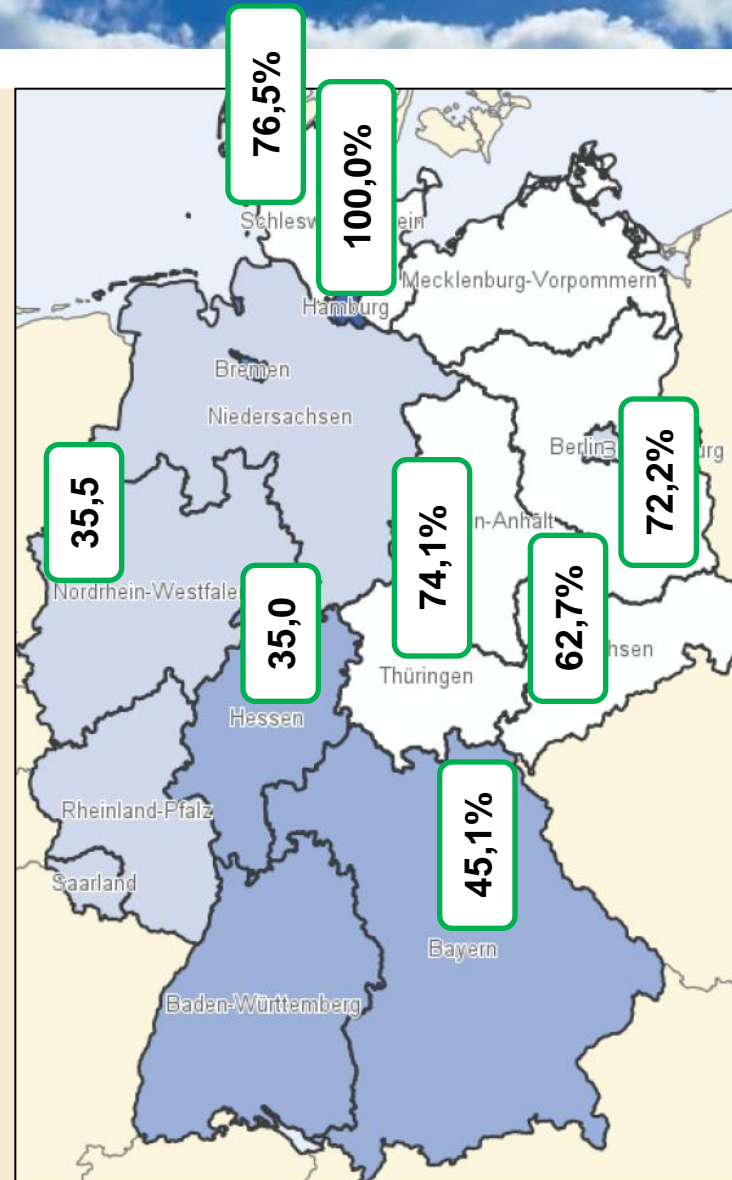 76,5%
100,0%
Schlesw ein
Mecklenburg-Vorpommern
Hamburg
Bremen
Niedersachsen
Berlin
urg
72,2%
35,5
74,1%
n-Anhalt
62,7%
hsen
Nordrhein-Westfalen
35,0
Thüringen
Hessen
Rheinland-Pfalz
45,1%
Saarland
Bayern
Baden-Württemberg